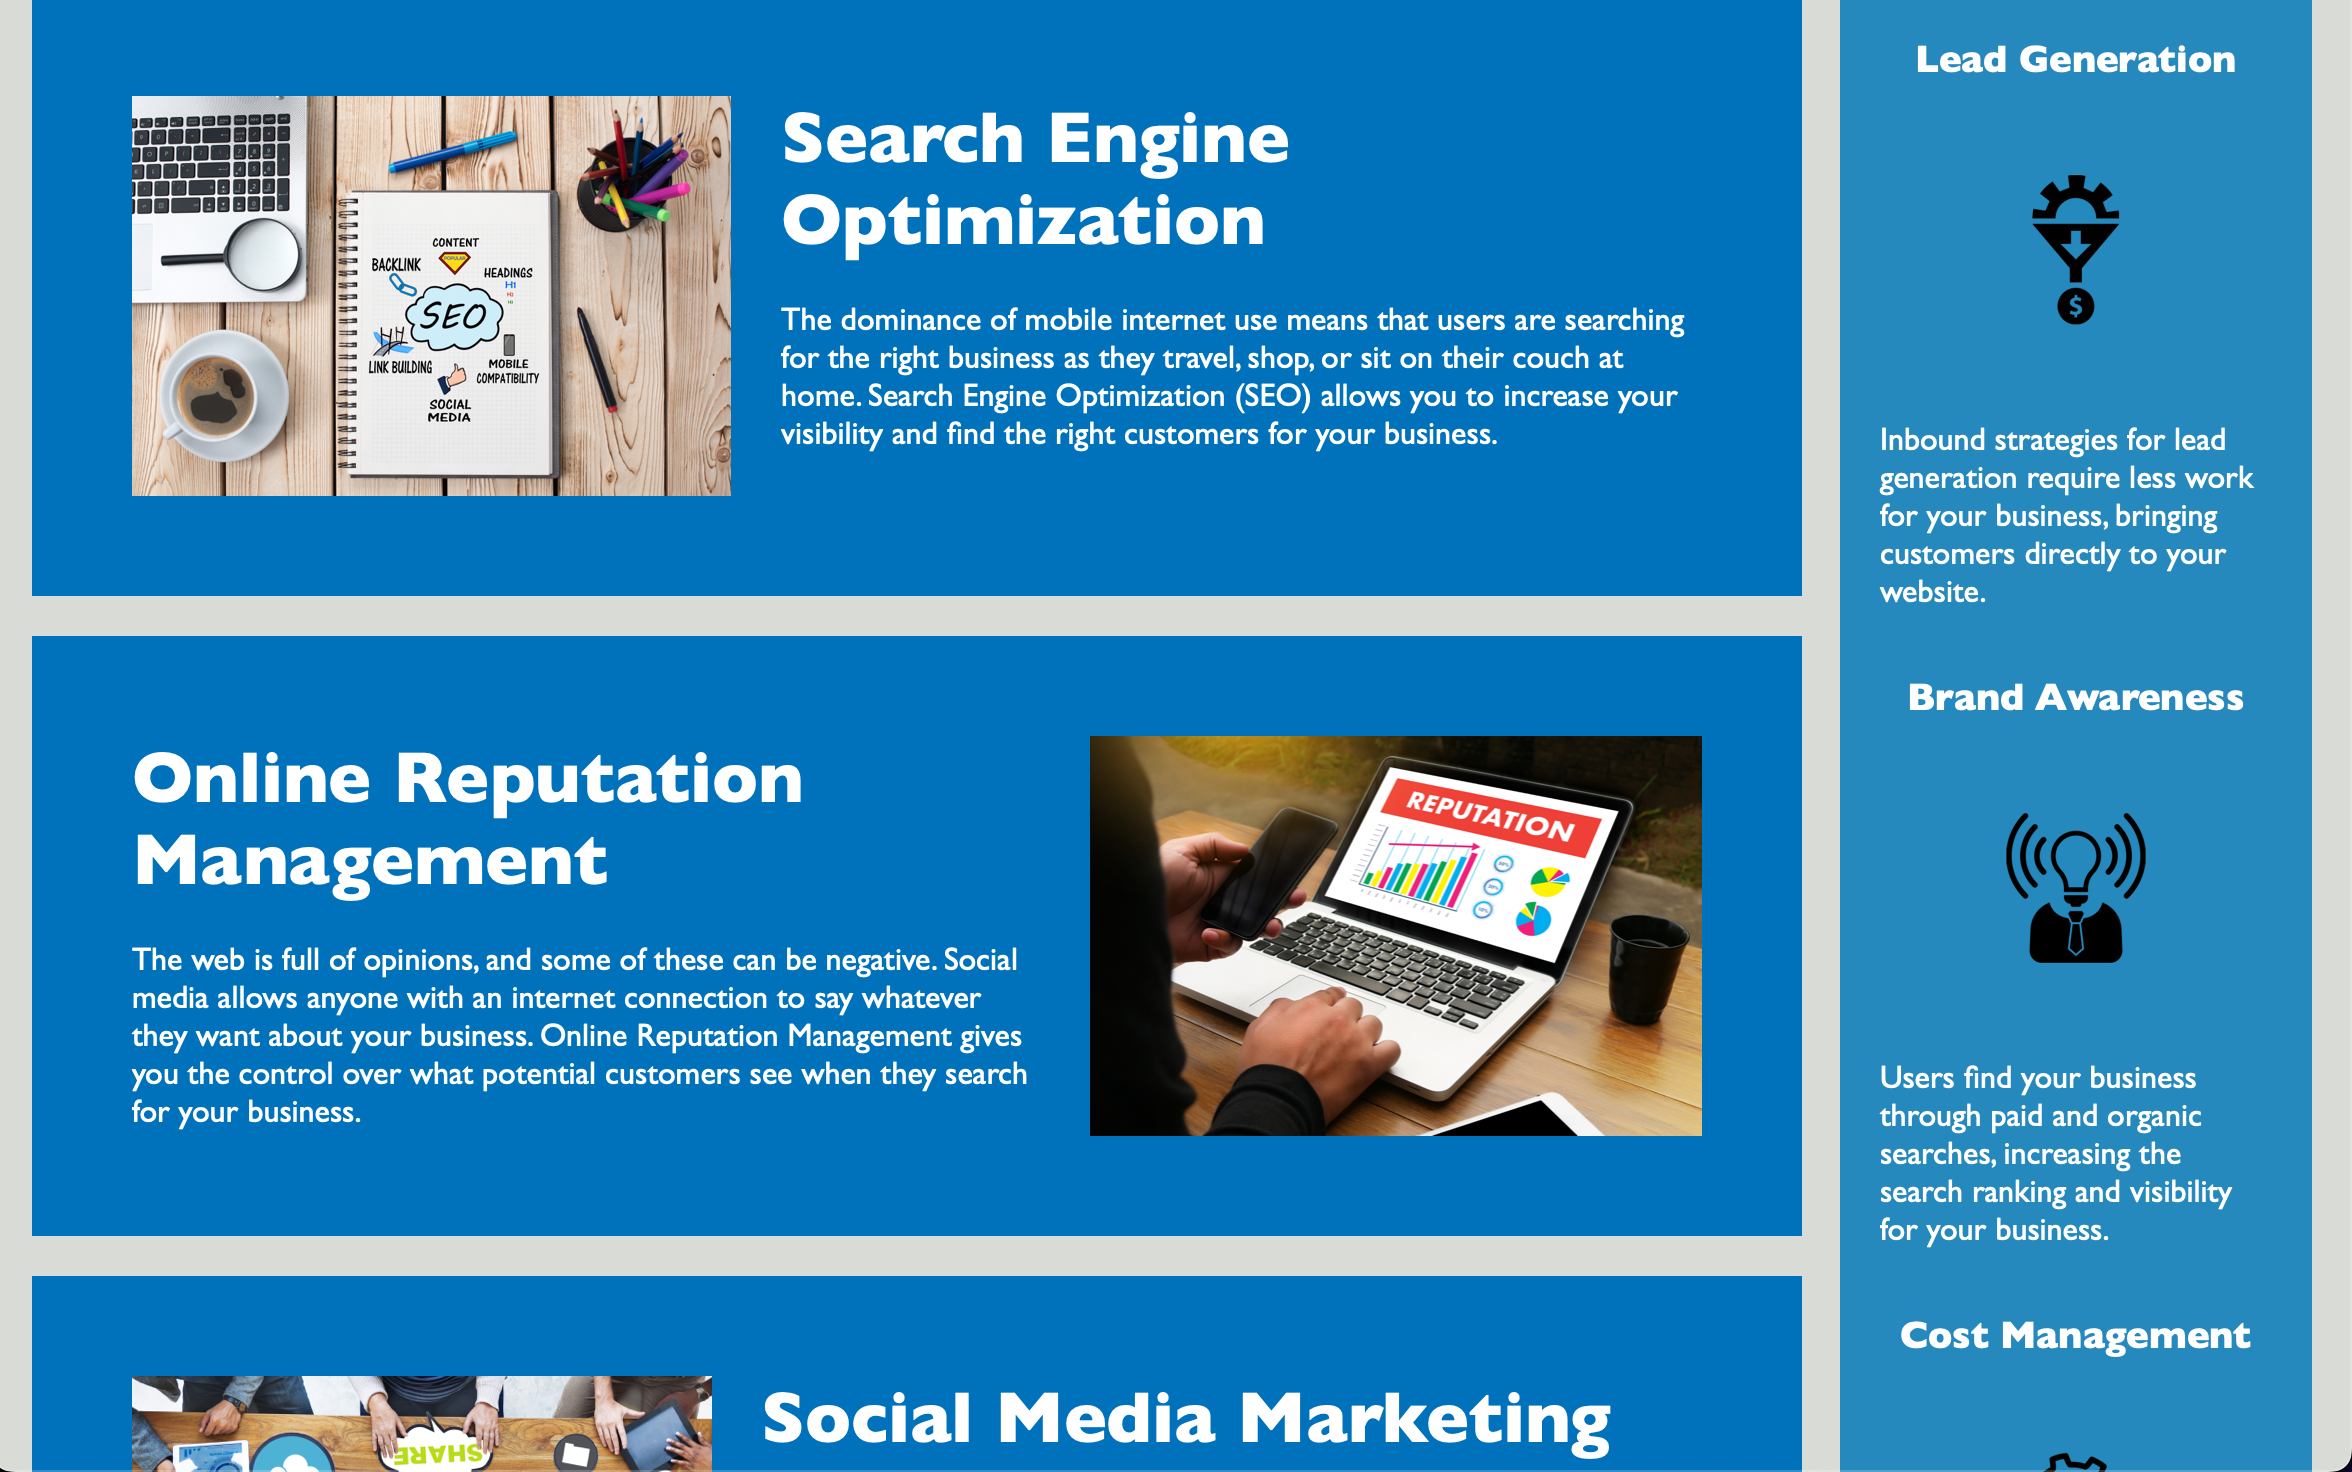 Search Engine
Optimization
The dominance of mobile internet use means that users are searching
for the right business as they travel, shop, or sit on their couch at
home. Search Engine Optimization (SEO) allows you to increase your
visibility and find the right customers for your business.
CONTENT
POPULAR
BACKLINK
HEADINGS
H1
H2
H3
SEO
LINK BUILDING
MOBILE
COMPATIBILITY
SOCIAL
MEDIA
Online Reputation
Management
The web is full of opinions, and some of these can be negative. Social
media allows anyone with an internet connection to say whatever
they want about your business. Online Reputation Management gives
you the control over what potential customers see when they search
for your business.
REPUTATION
Social Media Marketing
SHARE
Lead Generation
$
Inbound strategies for lead
generation require less work
for your business, bringing
customers directly to your
website.
Brand Awareness
Users find your business
through paid and organic
searches, increasing the
search ranking and visibility
for your business.
Cost Management